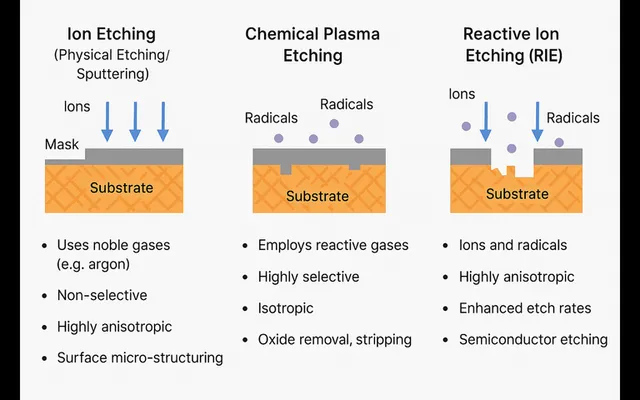 Ion Etching
(Physical Etching/
Sputtering)
Ions
Mask
Substrate
• Uses noble gases
(e.g. argon)
• Non-selective
• Highly anisotropic
• Surface micro-structuring
Chemical Plasma
Etching
Radicals
Radicals
Substrate
• Employs reactive gases
• Highly selective
• Isotropic
• Oxide removal, stripping
Reactive Ion
Etching (RIE)
Ions
Radicals
Substrate
• Ions and radicals
• Highly anisotropic
• Enhanced etch rates
• Semiconductor etching